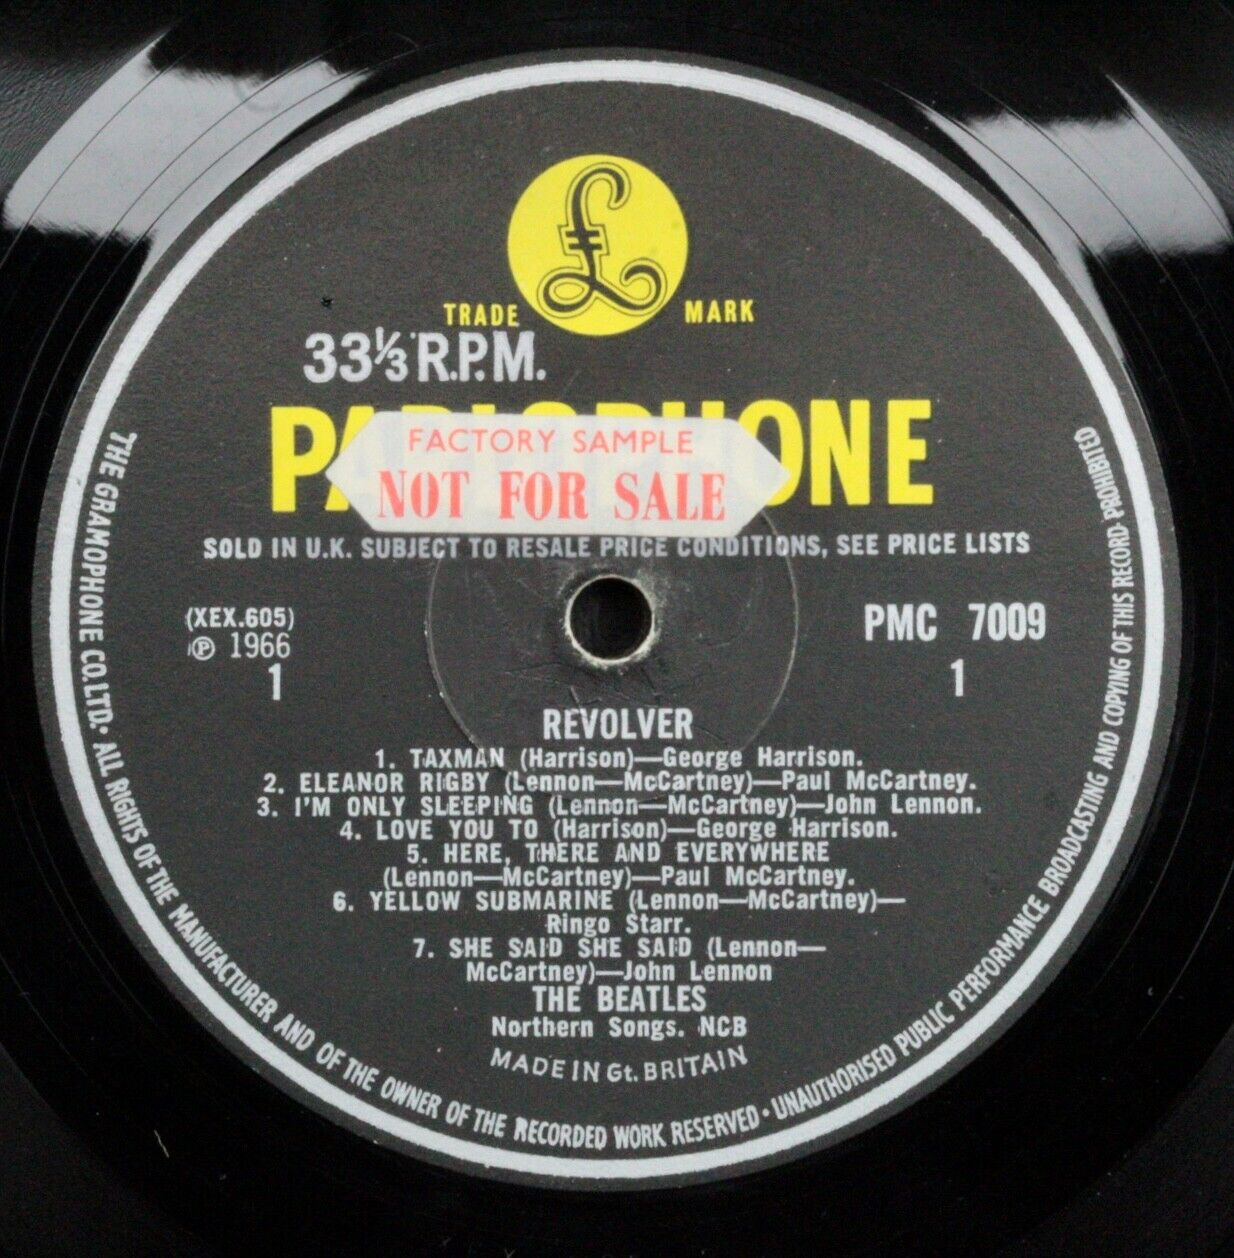 £
TRADE MARK
33⅓ R.P.M.
PARLOPHONE
FACTORY SAMPLE
NOT FOR SALE
SOLD IN U.K. SUBJECT TO RESALE PRICE CONDITIONS, SEE PRICE LISTS
(XEX.605)
℗ 1966
1
PMC 7009
1
REVOLVER
1. TAXMAN (Harrison)—George Harrison.
2. ELEANOR RIGBY (Lennon—McCartney)—Paul McCartney.
3. I'M ONLY SLEEPING (Lennon—McCartney)—John Lennon.
4. LOVE YOU TO (Harrison)—George Harrison.
5. HERE, THERE AND EVERYWHERE
(Lennon—McCartney)—Paul McCartney.
6. YELLOW SUBMARINE (Lennon—McCartney)—
Ringo Starr.
7. SHE SAID SHE SAID (Lennon—
McCartney)—John Lennon
THE BEATLES
Northern Songs. NCB
MADE IN Gt. BRITAIN
THE GRAMOPHONE CO. LTD. • ALL RIGHTS OF THE MANUFACTURER AND OF THE OWNER OF THE RECORDED WORK RESERVED • UNAUTHORISED PUBLIC PERFORMANCE BROADCASTING AND COPYING OF THIS RECORD PROHIBITED